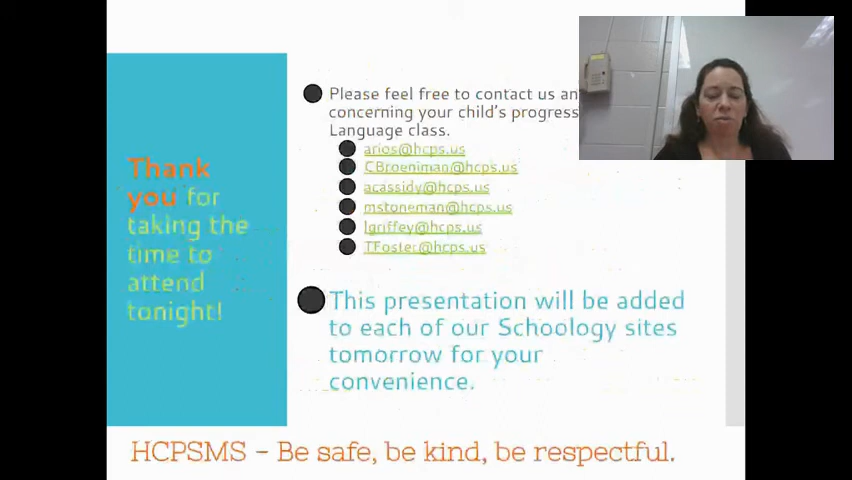 Thank
you for
taking the
time to
attend
tonight!
Please feel free to contact us an
concerning your child's progress
Language class.
arios@hcps.us
CBroeniman@hcps.us
acassidy@hcps.us
mstoneman@hcps.us
lgriffey@hcps.us
TFoster@hcps.us
This presentation will be added
to each of our Schoology sites
tomorrow for your
convenience.
HCPSMS – Be safe, be kind, be respectful.